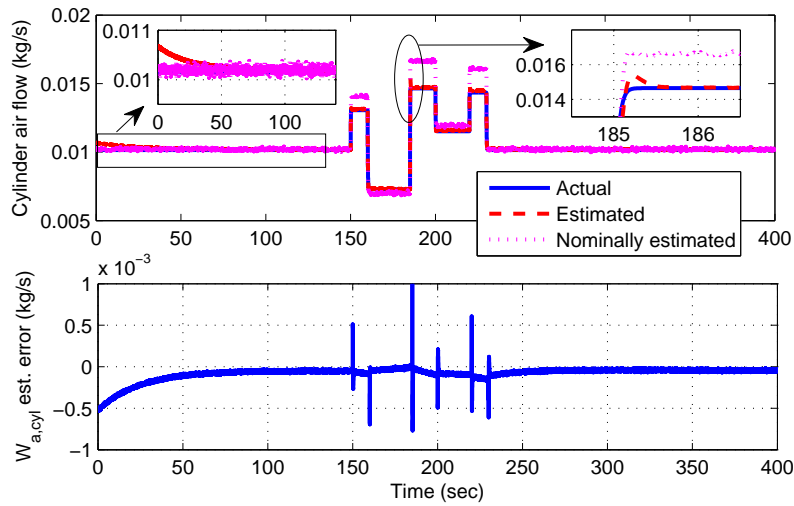 0.02
0.015
0.01
0.005
Cylinder air flow (kg/s)
0 50 100 150 200 250 300 350 400
0.011
0.01
0 50 100
0.016
0.014
185 186
Actual
Estimated
Nominally estimated
x 10⁻³
1
0.5
0
−0.5
−1
W_a,cyl est. error (kg/s)
0 50 100 150 200 250 300 350 400
Time (sec)